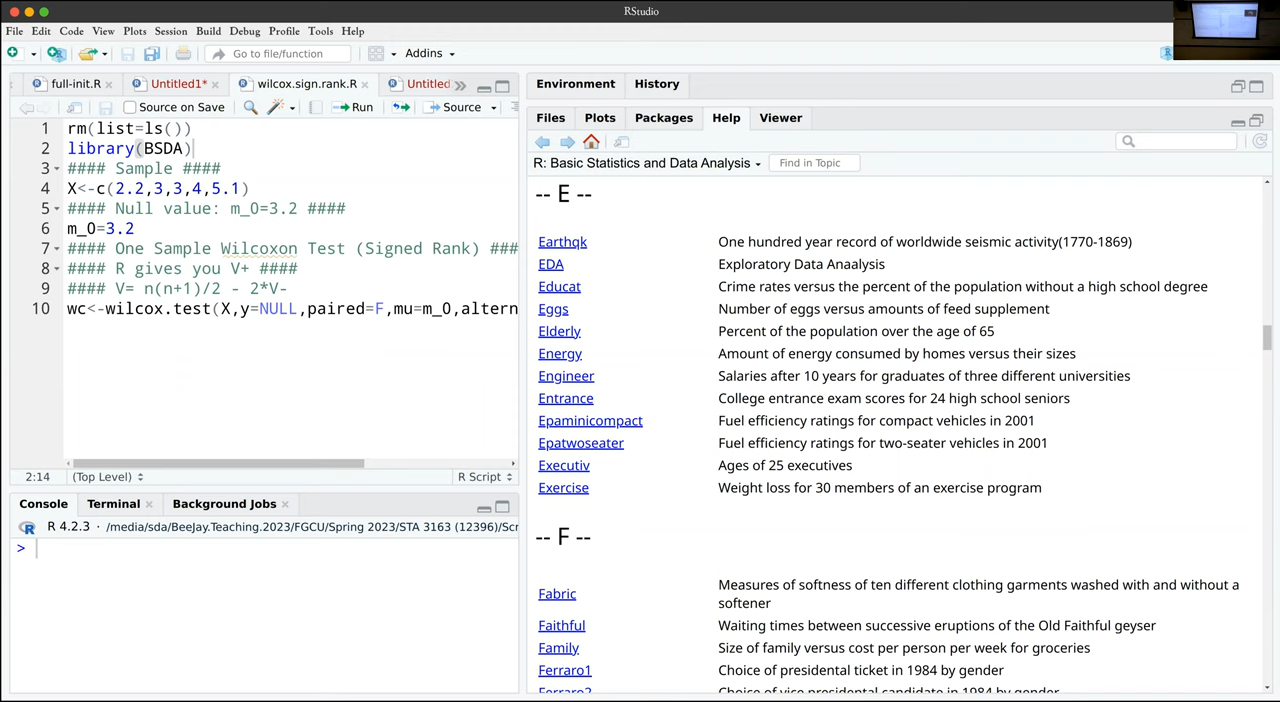 RStudio
File Edit Code View Plots Session Build Debug Profile Tools Help
Go to file/function Addins
full-init.R Untitled1* wilcox.sign.rank.R Untitled
Source on Save Run Source
1 rm(list=ls())
2 library(BSDA)
3 #### Sample ####
4 X<-c(2.2,3,3,4,5.1)
5 #### Null value: m_0=3.2 ####
6 m_0=3.2
7 #### One Sample Wilcoxon Test (Signed Rank) ###
8 #### R gives you V+ ####
9 #### V= n(n+1)/2 - 2*V-
10 wc<-wilcox.test(X,y=NULL,paired=F,mu=m_0,altern
2:14 (Top Level) R Script
Console Terminal Background Jobs
R 4.2.3 · /media/sda/BeeJay.Teaching.2023/FGCU/Spring 2023/STA 3163 (12396)/Scr
>
Environment History
Files Plots Packages Help Viewer
R: Basic Statistics and Data Analysis Find in Topic
-- E --
Earthqk One hundred year record of worldwide seismic activity(1770-1869)
EDA Exploratory Data Anaalysis
Educat Crime rates versus the percent of the population without a high school degree
Eggs Number of eggs versus amounts of feed supplement
Elderly Percent of the population over the age of 65
Energy Amount of energy consumed by homes versus their sizes
Engineer Salaries after 10 years for graduates of three different universities
Entrance College entrance exam scores for 24 high school seniors
Epaminicompact Fuel efficiency ratings for compact vehicles in 2001
Epatwoseater Fuel efficiency ratings for two-seater vehicles in 2001
Executiv Ages of 25 executives
Exercise Weight loss for 30 members of an exercise program
-- F --
Fabric Measures of softness of ten different clothing garments washed with and without a
softener
Faithful Waiting times between successive eruptions of the Old Faithful geyser
Family Size of family versus cost per person per week for groceries
Ferraro1 Choice of presidential ticket in 1984 by gender
Ferraro2 Choice of vice presidential candidate in 1984 by gender